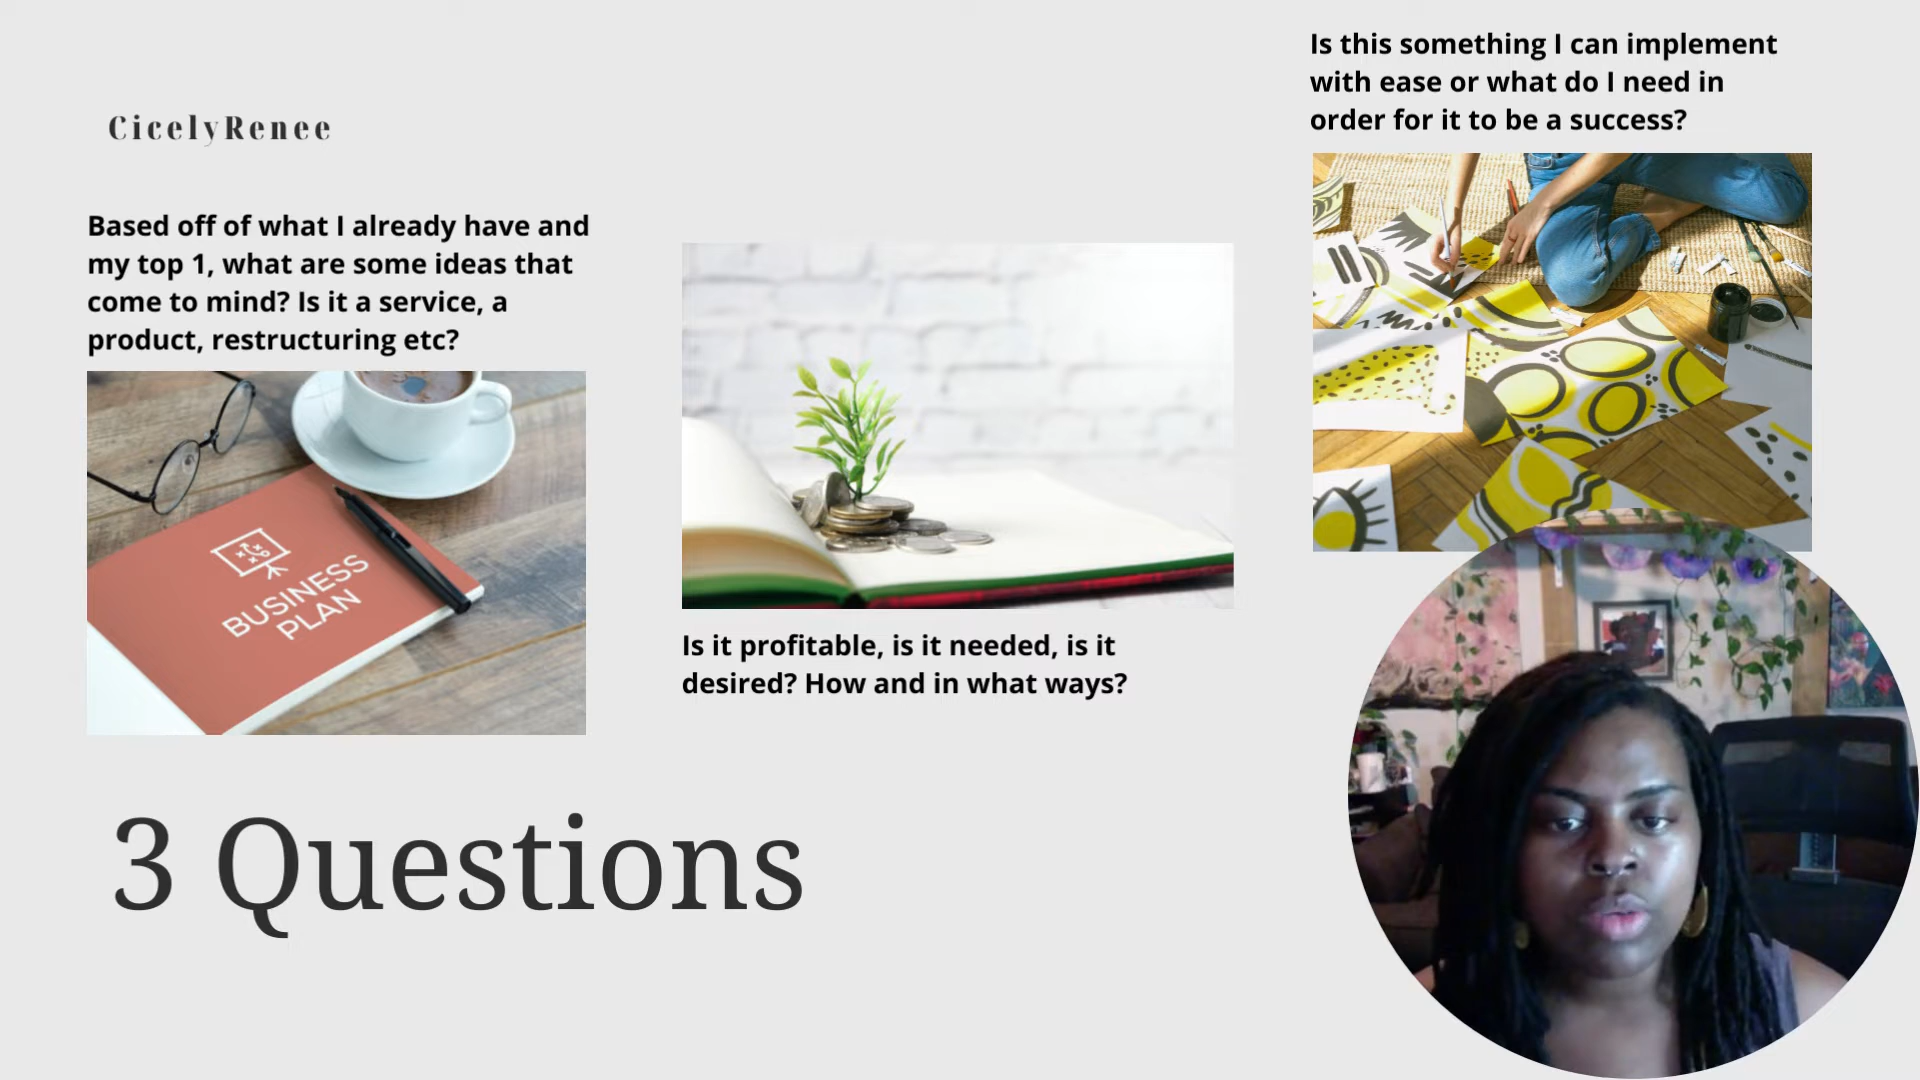 CicelyRenee
Based off of what I already have and
my top 1, what are some ideas that
come to mind? Is it a service, a
product, restructuring etc?
BUSINESS
PLAN
Is it profitable, is it needed, is it
desired? How and in what ways?
Is this something I can implement
with ease or what do I need in
order for it to be a success?
3 Questions